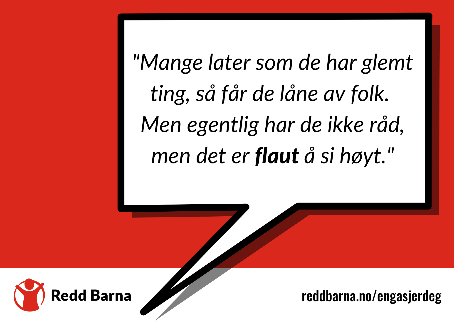 "Mange later som de har glemt
ting, så får de låne av folk.
Men egentlig har de ikke råd,
men det er flaut å si høyt."
Redd Barna
reddbarna.no/engasjerdeg